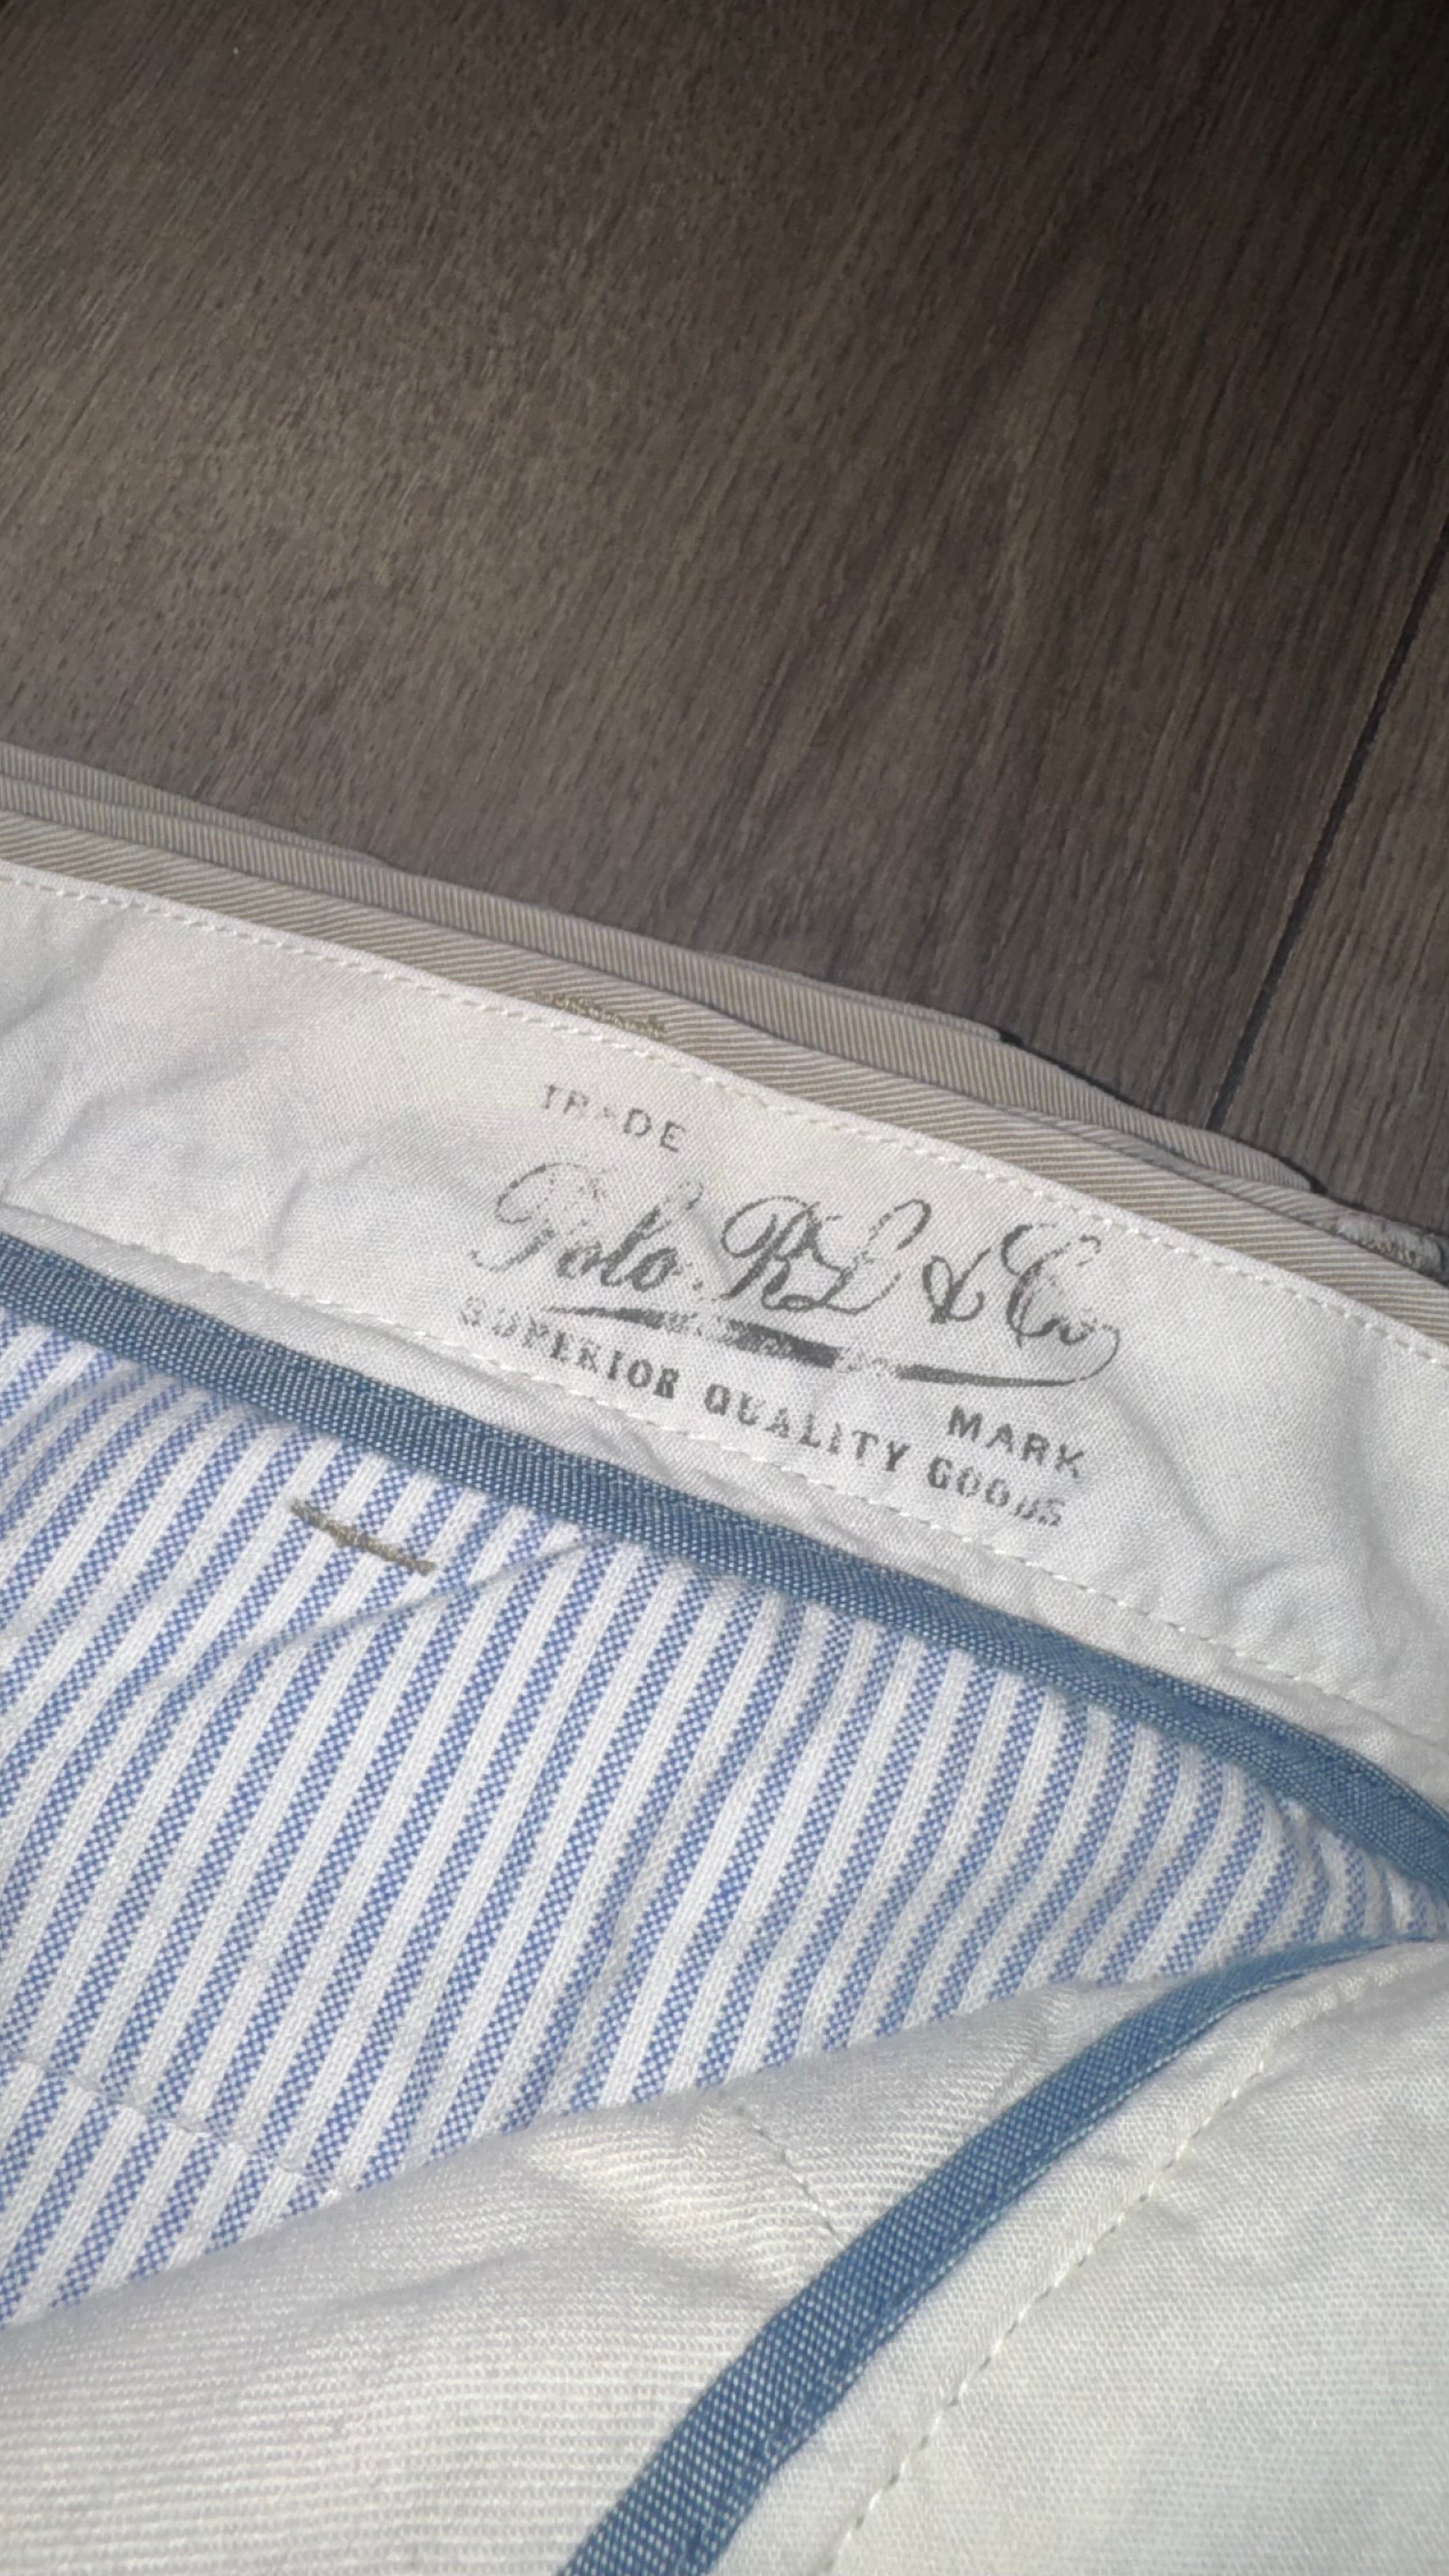 TRADE
Polo RL & Co
MARK
SUPERIOR QUALITY GOODS